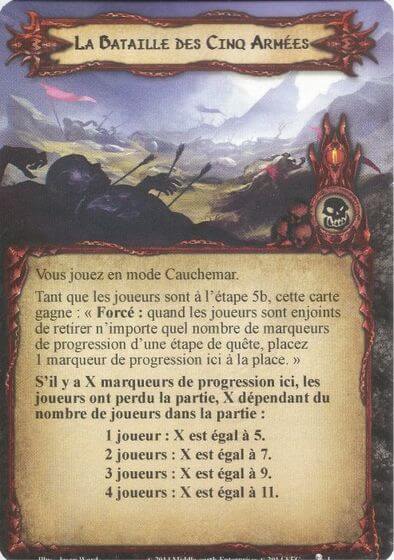 La Bataille des Cinq Armées
Vous jouez en mode Cauchemar.
Tant que les joueurs sont à l'étape 5b, cette carte
gagne : « Forcé : quand les joueurs sont enjoints
de retirer n'importe quel nombre de marqueurs
de progression d'une étape de quête, placez
1 marqueur de progression ici à la place. »
S'il y a X marqueurs de progression ici, les
joueurs ont perdu la partie, X dépendant du
nombre de joueurs dans la partie :
1 joueur : X est égal à 5.
2 joueurs : X est égal à 7.
3 joueurs : X est égal à 9.
4 joueurs : X est égal à 11.